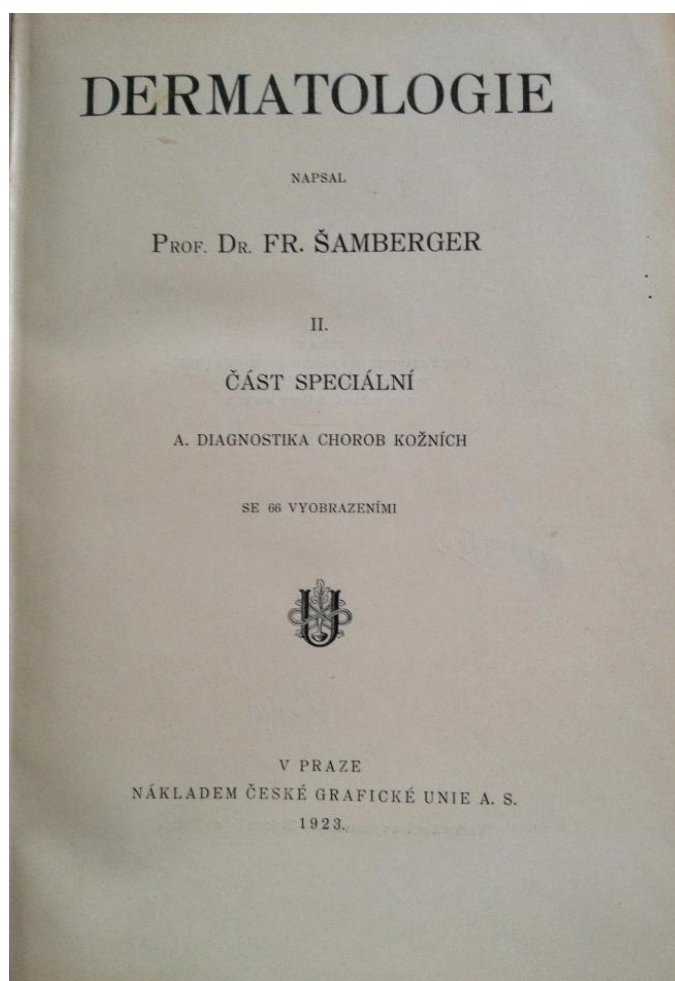 DERMATOLOGIE
NAPSAL
PROF. DR. FR. ŠAMBERGER
II.
ČÁST SPECIÁLNÍ
A. DIAGNOSTIKA CHOROB KOŽNÍCH
SE 66 VYOBRAZENÍMI
V PRAZE
NÁKLADEM ČESKÉ GRAFICKÉ UNIE A. S.
1923.